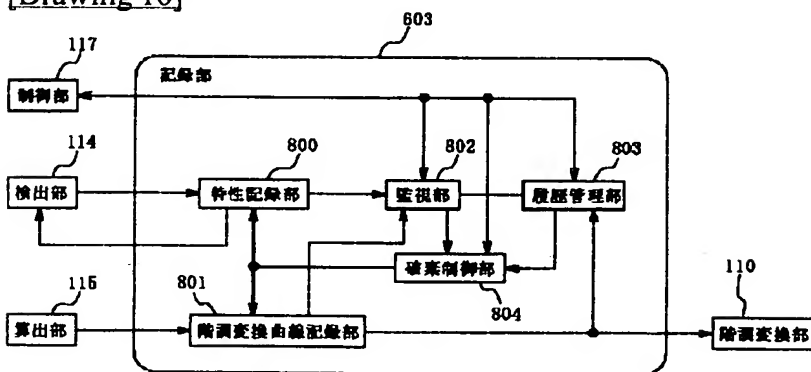 [Drawing 10]
603
117
記録部
制御部
114
800
802
803
検出部
特性記録部
監視部
履歴管理部
廃棄制御部
115
801
804
110
算出部
階調変換曲線記録部
階調変換部